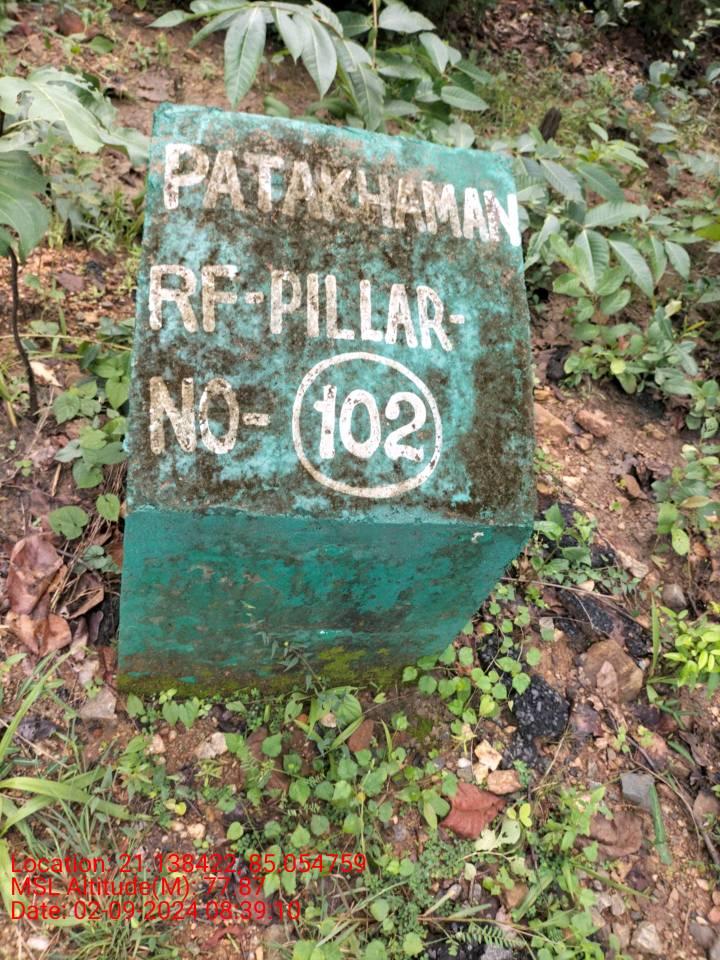 PATAKHAMAN
RF-PILLAR-
NO- 102
Location: 21.138422, 85.054759
MSL Altitude(M): 77.87
Date: 02-09-2024 08:39:10